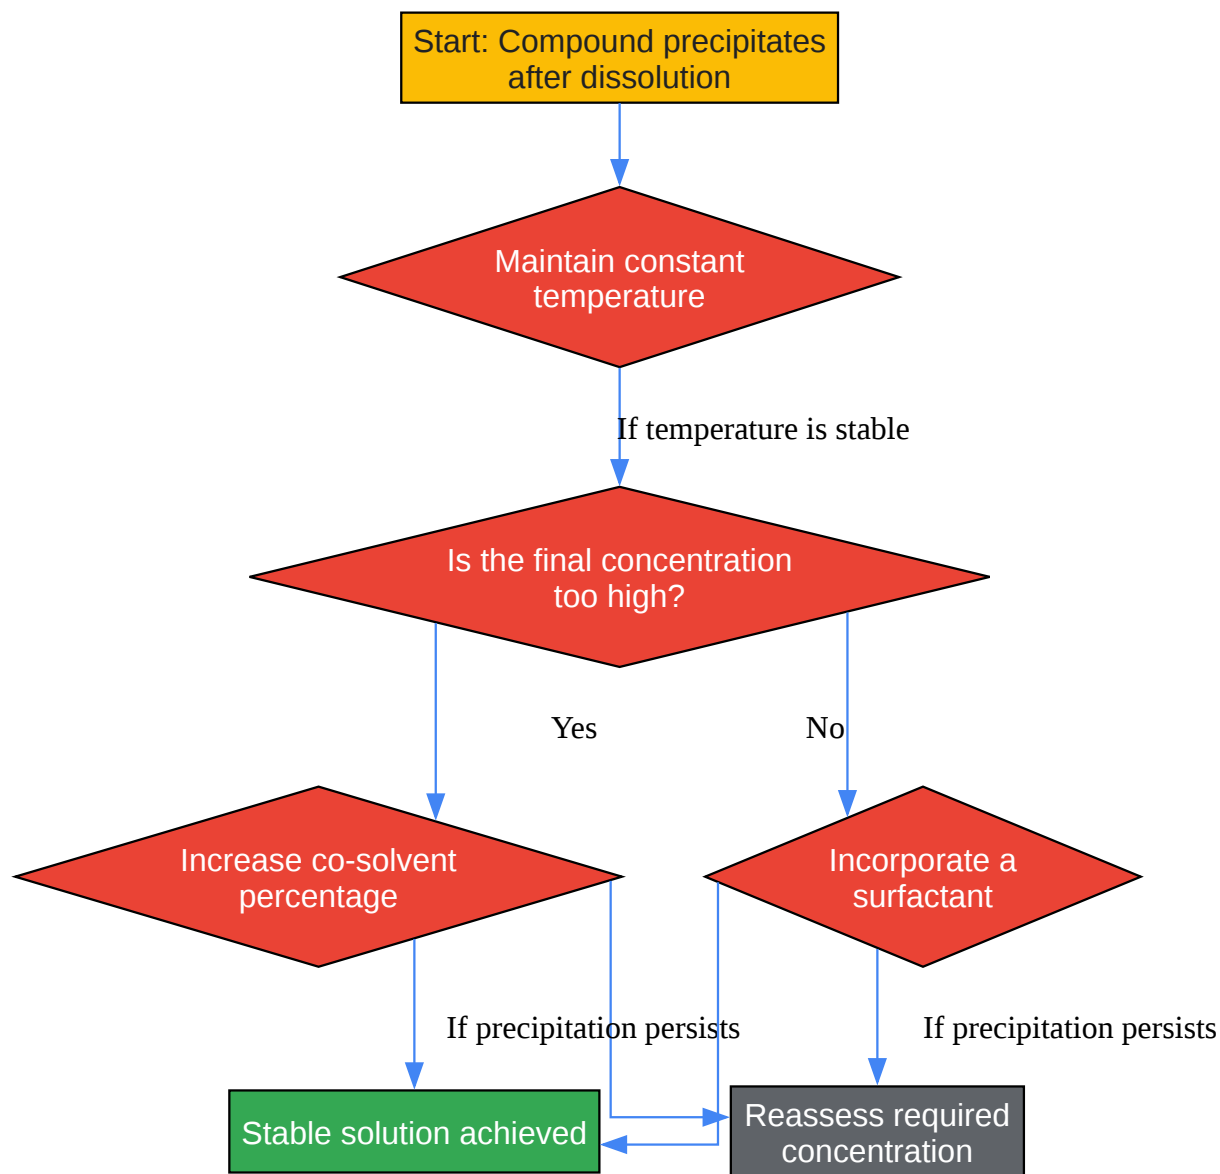 Start: Compound precipitates
after dissolution
Maintain constant
temperature
If temperature is stable
Is the final concentration
too high?
Yes
No
Increase co-solvent
percentage
Incorporate a
surfactant
If precipitation persists
If precipitation persists
Stable solution achieved
Reassess required
concentration